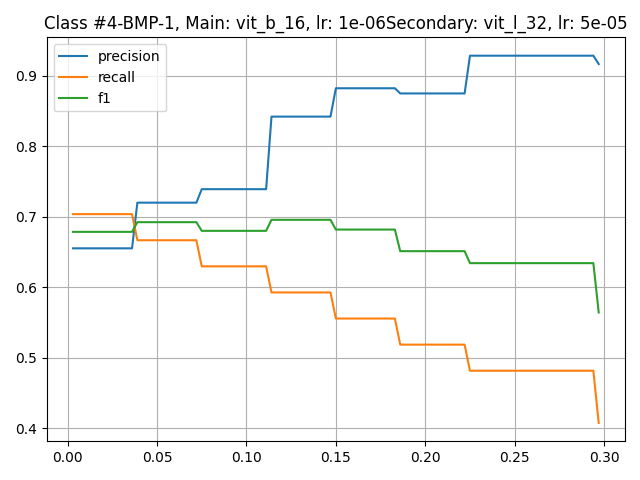 Class #4-BMP-1, Main: vit_b_16, lr: 1e-06Secondary: vit_l_32, lr: 5e-05
precision
recall
f1
0.9
0.8
0.7
0.6
0.5
0.4
0.00 0.05 0.10 0.15 0.20 0.25 0.30